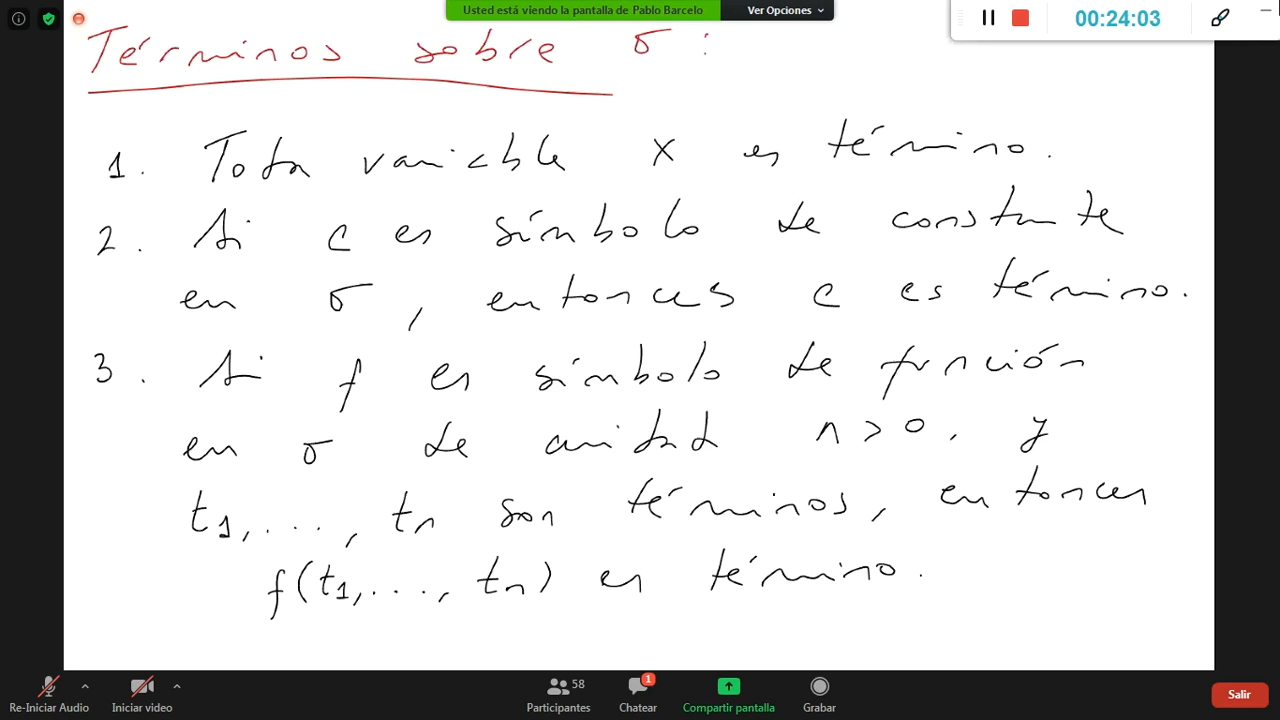 Usted está viendo la pantalla de Pablo Barcelo
Ver Opciones
00:24:03
Términos sobre σ :
1. Toda variable x es término.
2. Si c es símbolo de constante
en σ, entonces c es término.
3. Si f es símbolo de función
en σ de aridad n > 0, y
t1, ..., tn son términos, entonces
f(t1, ..., tn) es término.
Re-Iniciar Audio
Iniciar video
58
Participantes
1
Chatear
Compartir pantalla
Grabar
Salir